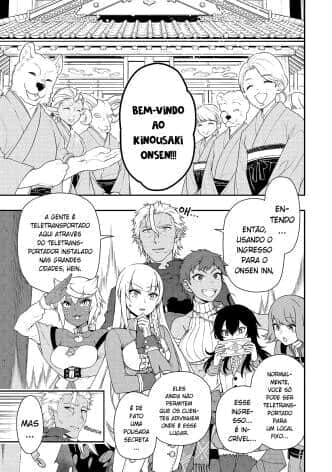 BEM-VINDO
AO
KINOUSAKI
ONSEN!!!
EN-
TENDO
...
ENTÃO,
USANDO O
INGRESSO
PARA O
ONSEN INN,
OH...
A GENTE É
TELETRANSPORTADO
AQUI ATRAVÉS
DO TELETRANS-
PORTADOR INSTALADO
NAS GRANDES
CIDADES, HEIN.
NORMAL-
MENTE, VOCÊ
SÓ PODE SER
TELETRANS-
PORTADO PARA
UM LOCAL
FIXO...
ESSE
INGRES-
SO...
É IN-
CRÍVEL...
ELES
AINDA NÃO
PERMITEM
QUE OS CLIEN-
TES ADIVINHEM
ONDE É ESSE
LUGAR.
É DE
FATO UMA
POUSADA
SECRETA
...
MAS
...